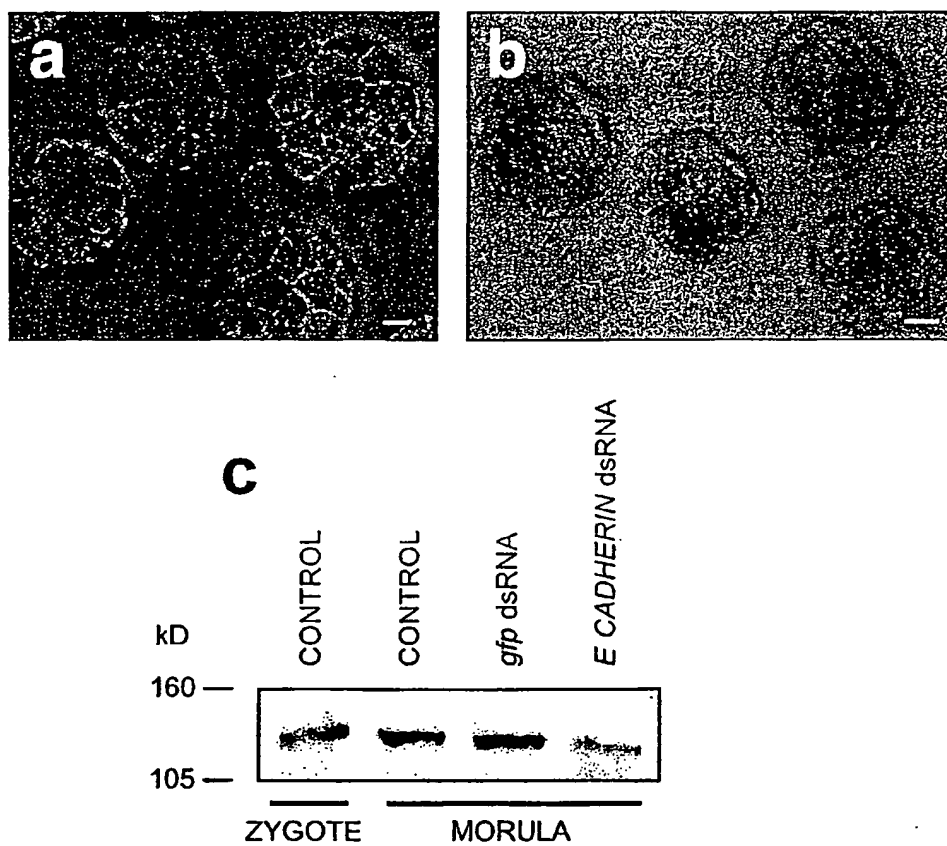 a
b
c
kD
CONTROL
CONTROL
gfp dsRNA
E CADHERIN dsRNA
160
105
ZYGOTE
MORULA